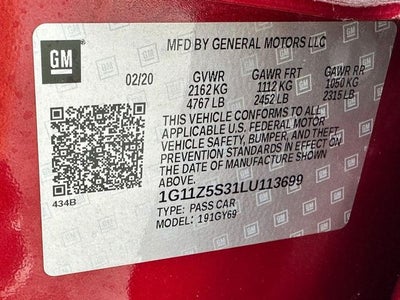 GM
MFD BY GENERAL MOTORS LLC
02/20 GVWR GAWR FRT GAWR RR
2162 KG 1112 KG 1050 KG
4767 LB 2452 LB 2315 LB
THIS VEHICLE CONFORMS TO ALL
APPLICABLE U.S. FEDERAL MOTOR
VEHICLE SAFETY, BUMPER, AND THEFT
PREVENTION STANDARDS IN EFFECT ON
THE DATE OF MANUFACTURE SHOWN
ABOVE.
1G11Z5S31LU113699
TYPE: PASS CAR
MODEL: 191GY69
434B